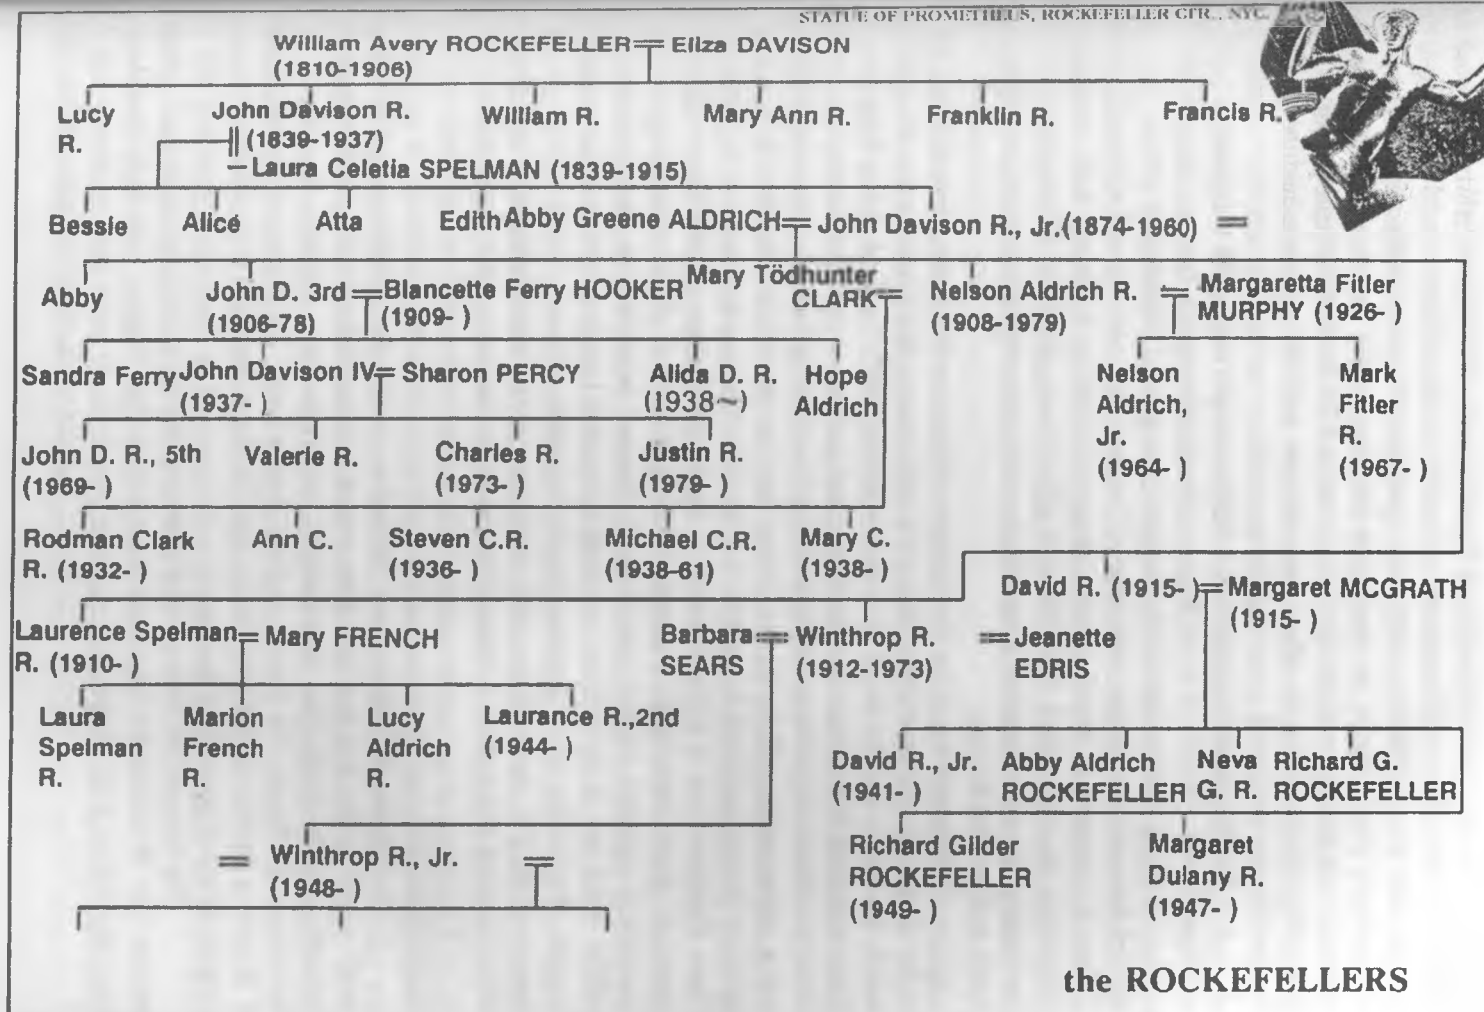 STATUE OF PROMETHEUS, ROCKEFELLER CTR., NYC
William Avery ROCKEFELLER = Eliza DAVISON
(1810-1906)
Lucy R.
John Davison R.
(1839-1937)
William R.
Mary Ann R.
Franklin R.
Francis R.
Laura Celetia SPELMAN (1839-1915)
Bessie
Alice
Atta
Edith
Abby Greene ALDRICH = John Davison R., Jr.(1874-1960) =
Abby
John D. 3rd = Blancette Ferry HOOKER
(1906-78)
(1909- )
Mary Tödhunter
CLARK =
Nelson Aldrich R.
(1908-1979)
= Margaretta Fitler
MURPHY (1926- )
Sandra Ferry
John Davison IV = Sharon PERCY
(1937- )
Alida D. R.
(1938~)
Hope
Aldrich
Nelson
Aldrich,
Jr.
(1964- )
Mark
Fitler
R.
(1967- )
John D. R., 5th
(1969- )
Valerie R.
Charles R.
(1973- )
Justin R.
(1979- )
Rodman Clark
R. (1932- )
Ann C.
Steven C.R.
(1936- )
Michael C.R.
(1938-61)
Mary C.
(1938- )
David R. (1915- ) = Margaret MCGRATH
(1915- )
Laurence Spelman = Mary FRENCH
R. (1910- )
Barbara = Winthrop R. = Jeanette
SEARS
(1912-1973)
EDRIS
Laura
Spelman
R.
Marion
French
R.
Lucy
Aldrich
R.
Laurance R.,2nd
(1944- )
David R., Jr.
(1941- )
Abby Aldrich
ROCKEFELLER
Neva
G. R.
Richard G.
ROCKEFELLER
Richard Gilder
ROCKEFELLER
(1949- )
Margaret
Dulany R.
(1947- )
= Winthrop R., Jr. =
(1948- )
the ROCKEFELLERS